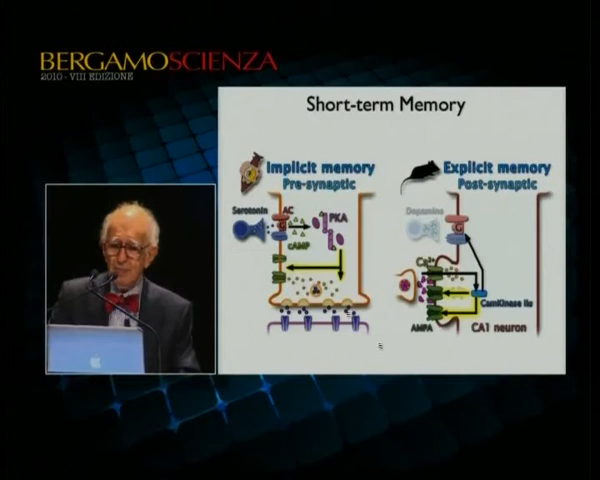 BERGAMOSCIENZA
2010 - VIII EDIZIONE
Short-term Memory
Implicit memory
Pre-synaptic
Explicit memory
Post-synaptic
Serotonin
AC
G
PKA
cAMP
Dopamine
G
Ca2+
CamKinase IIα
AMPA
CA1 neuron